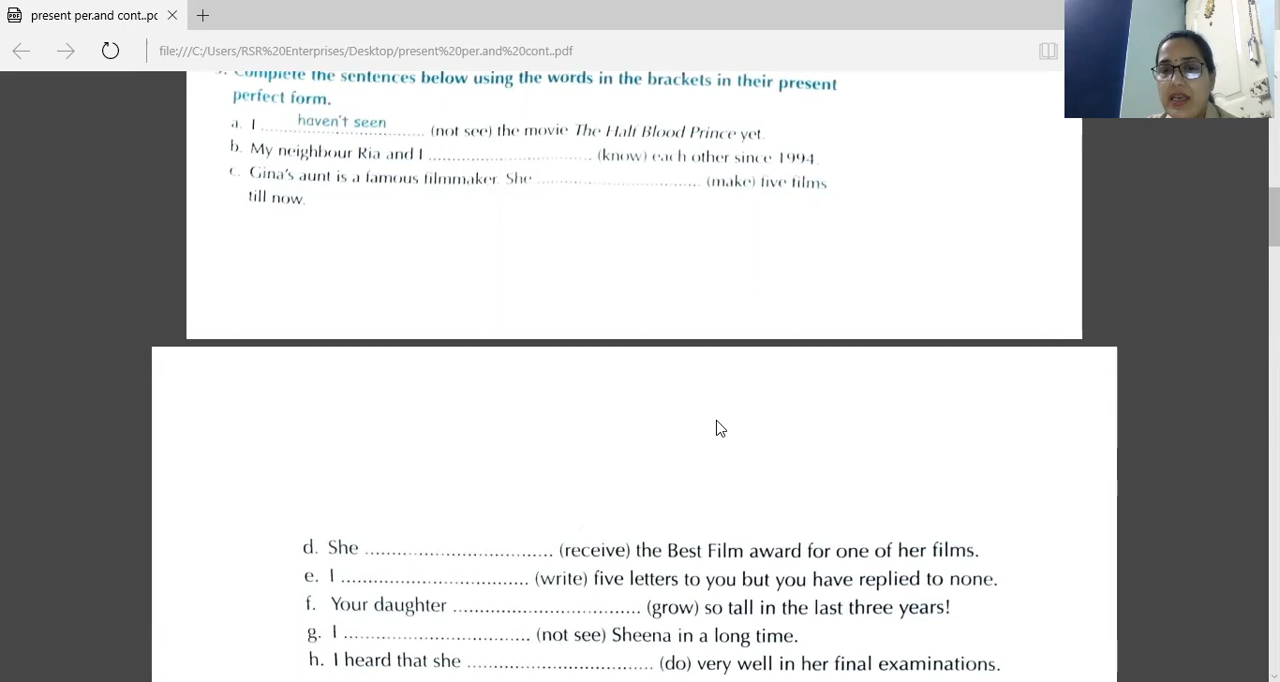 present per.and cont..pc
file:///C:/Users/RSR%20Enterprises/Desktop/present%20per.and%20cont..pdf
Complete the sentences below using the words in the brackets in their present
perfect form.
a. I ....haven't seen.... (not see) the movie The Half Blood Prince yet.
b. My neighbour Ria and I .................................. (know) each other since 1994.
c. Gina's aunt is a famous filmmaker. She .................................. (make) five films
till now.
d. She .................................. (receive) the Best Film award for one of her films.
e. I .................................. (write) five letters to you but you have replied to none.
f. Your daughter .................................. (grow) so tall in the last three years!
g. I .................................. (not see) Sheena in a long time.
h. I heard that she .................................. (do) very well in her final examinations.